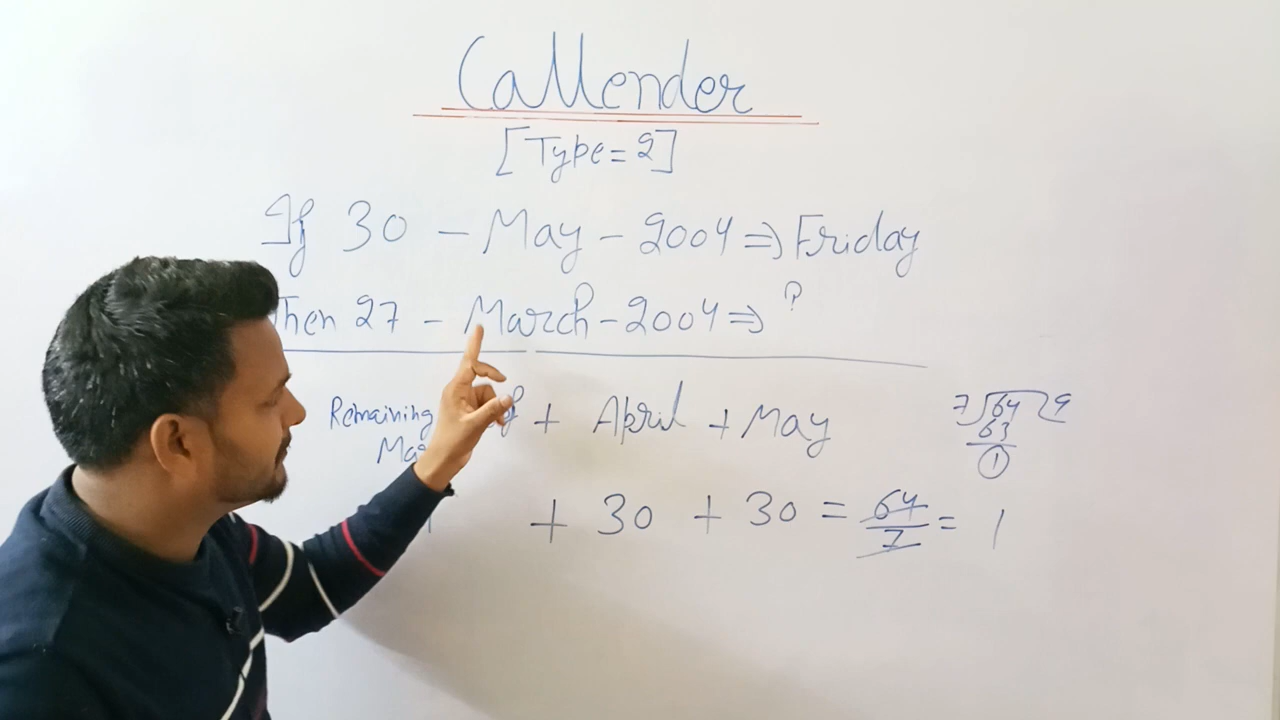 Callender
[Type=2]
If 30 - May - 2004 ⇒ Friday
Then 27 - March - 2004 ⇒ ?
Remaining + April + May
+ 30 + 30 = 64/7 = 1
7 64 9
63
1